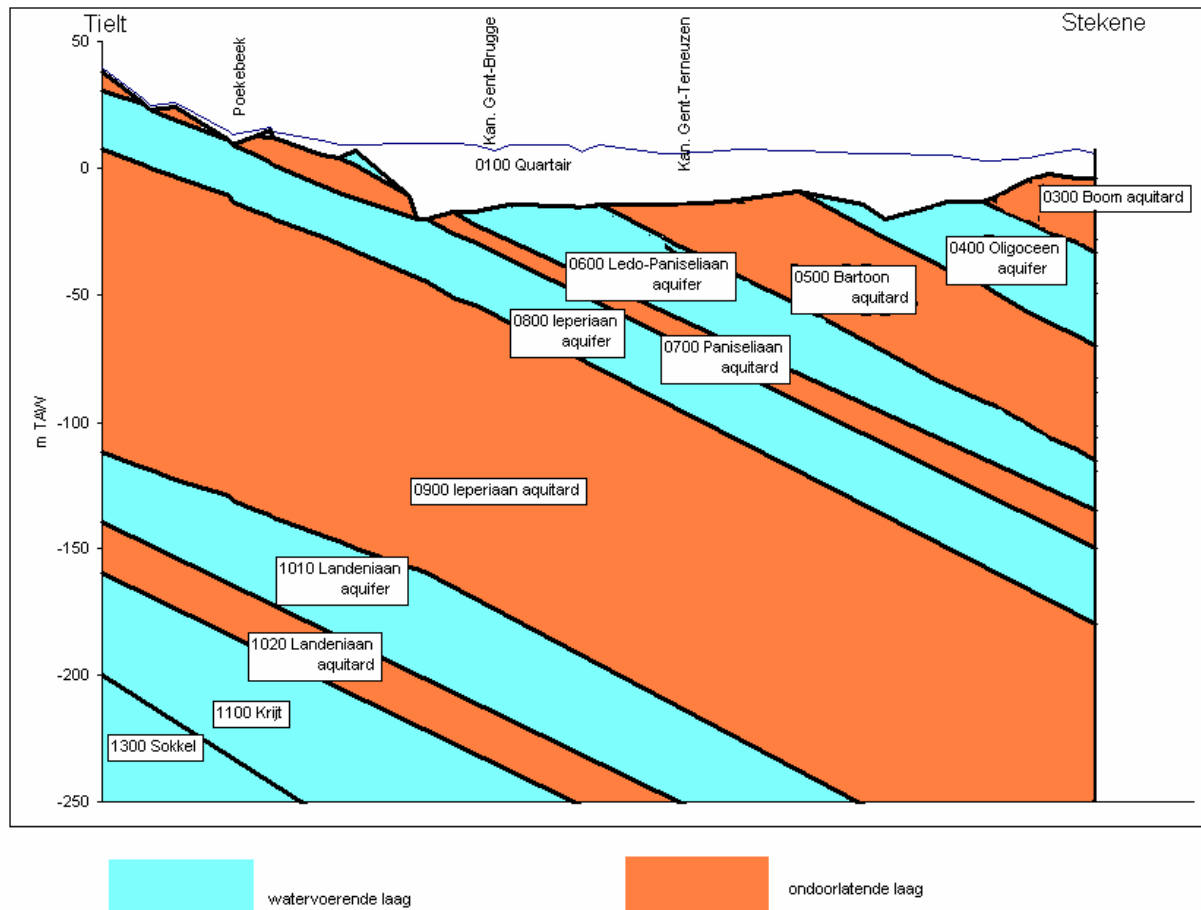 Tielt
Stekene
50
0
-50
-100
-150
-200
-250
m TAW
Poekebeek
Kan. Gent-Brugge
Kan. Gent-Terneuzen
0100 Quartair
0300 Boom aquitard
0400 Oligoceen
aquifer
0500 Bartoon
aquitard
0600 Ledo-Paniseliaan
aquifer
0700 Paniseliaan
aquitard
0800 Ieperiaan
aquifer
0900 Ieperiaan aquitard
1010 Landeniaan
aquifer
1020 Landeniaan
aquitard
1100 Krijt
1300 Sokkel
watervoerende laag
ondoorlatende laag